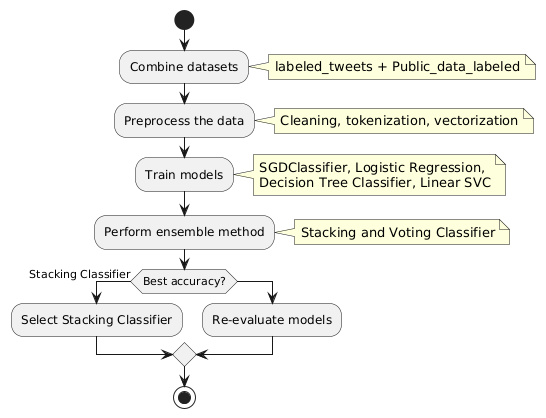 Combine datasets
labeled_tweets + Public_data_labeled
Preprocess the data
Cleaning, tokenization, vectorization
Train models
SGDClassifier, Logistic Regression,
Decision Tree Classifier, Linear SVC
Perform ensemble method
Stacking and Voting Classifier
Best accuracy?
Stacking Classifier
Select Stacking Classifier
Re-evaluate models